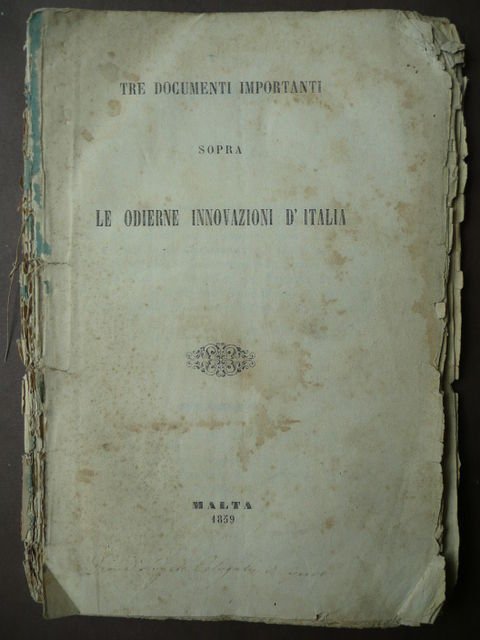 TRE DOCUMENTI IMPORTANTI
SOPRA
LE ODIERNE INNOVAZIONI D'ITALIA
MALTA
1859